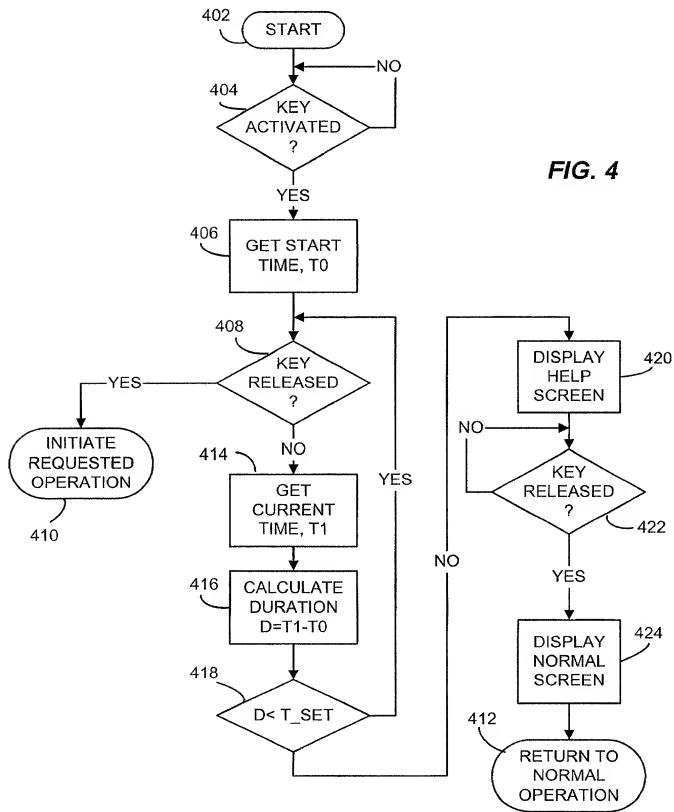 402
START
NO
404
KEY
ACTIVATED
?
YES
FIG. 4
406
GET START
TIME, T0
408
KEY
RELEASED
?
YES
INITIATE
REQUESTED
OPERATION
410
NO
414
GET
CURRENT
TIME, T1
YES
416
CALCULATE
DURATION
D=T1-T0
418
D< T_SET
NO
DISPLAY
HELP
SCREEN
420
NO
KEY
RELEASED
?
422
YES
DISPLAY
NORMAL
SCREEN
424
412
RETURN TO
NORMAL
OPERATION